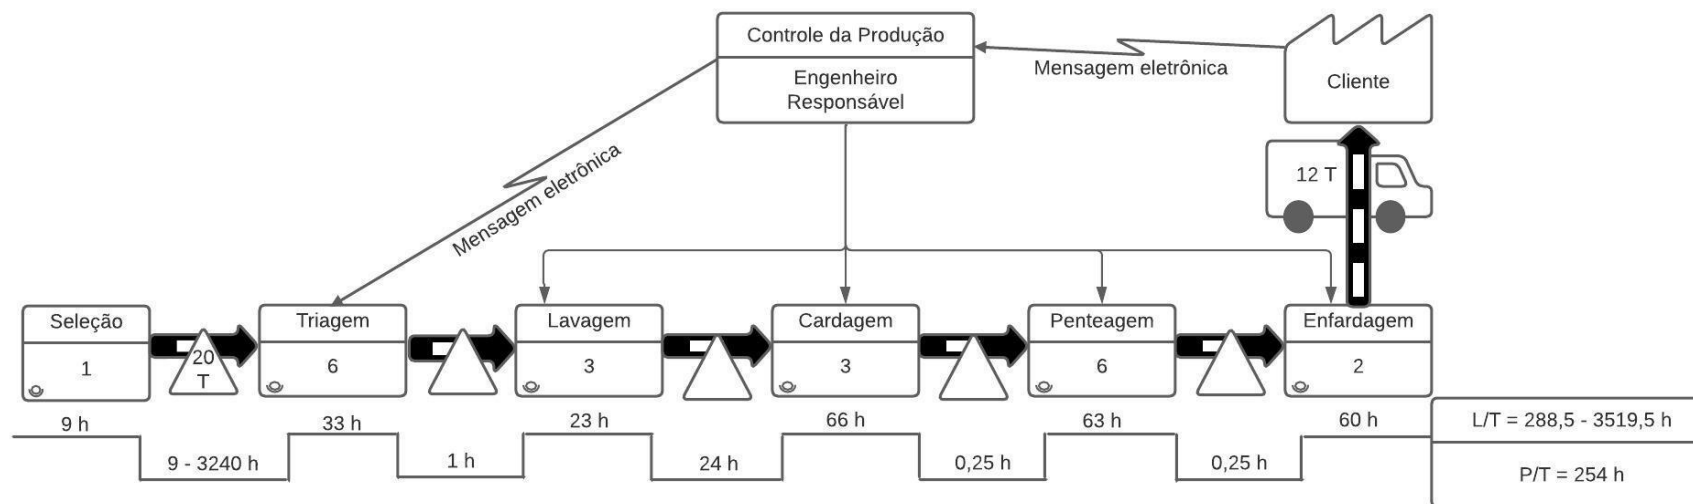 Controle da Produção
Engenheiro
Responsável
Mensagem eletrônica
Cliente
12 T
Mensagem eletrônica
Seleção
1
20
T
Triagem
6
Lavagem
3
Cardagem
3
Penteagem
6
Enfardagem
2
9 h
9 - 3240 h
33 h
1 h
23 h
24 h
66 h
0,25 h
63 h
0,25 h
60 h
L/T = 288,5 - 3519,5 h
P/T = 254 h